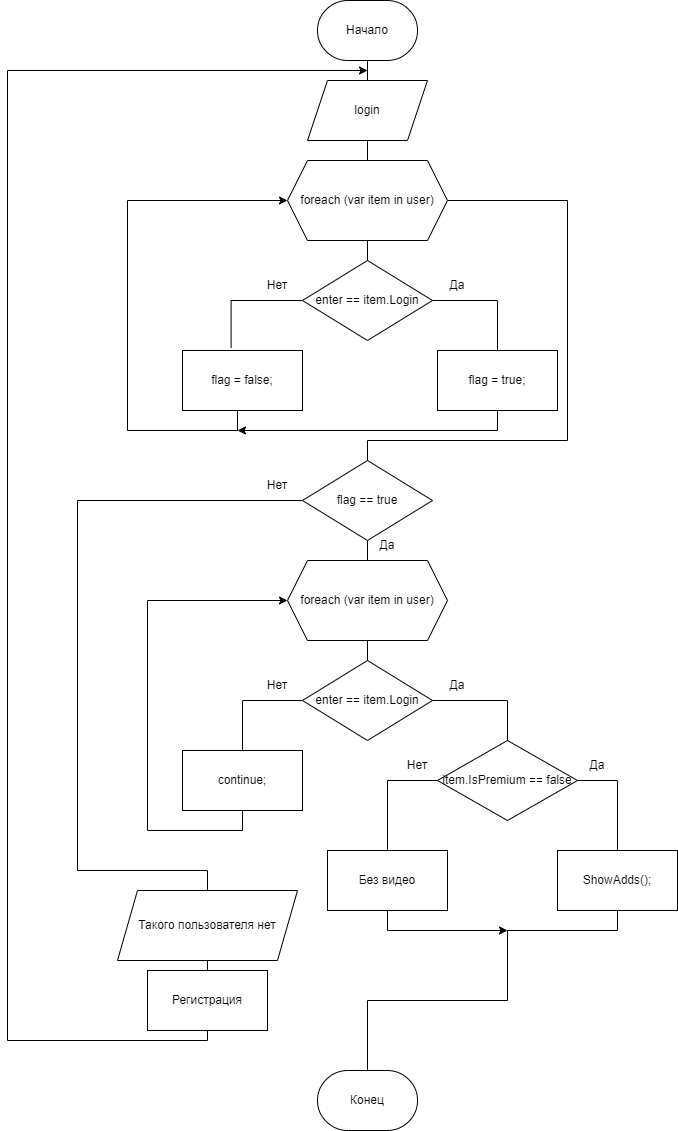 Начало
login
foreach (var item in user)
Нет
Да
enter == item.Login
flag = false;
flag = true;
Нет
flag == true
Да
foreach (var item in user)
Нет
Да
enter == item.Login
continue;
Нет
Да
item.IsPremium == false
Без видео
ShowAdds();
Такого пользователя нет
Регистрация
Конец